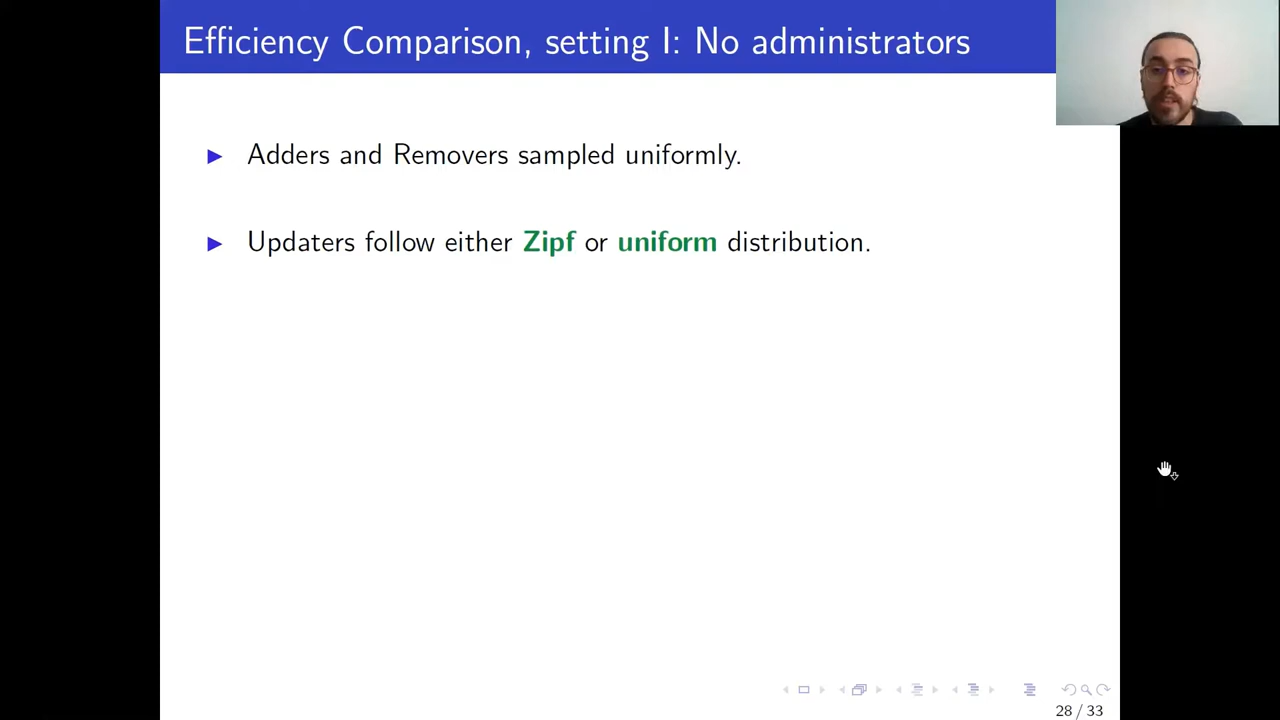 Efficiency Comparison, setting I: No administrators
▶ Adders and Removers sampled uniformly.
▶ Updaters follow either Zipf or uniform distribution.
28 / 33